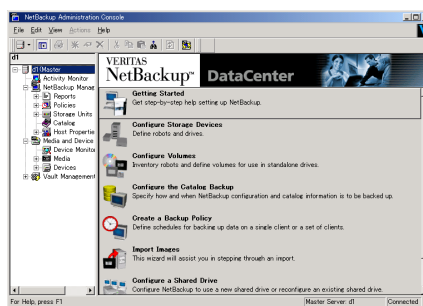 NetBackup Administration Console
File Edit View Actions Help
d1
d1(Master
Activity Monitor
NetBackup Manag
Reports
Policies
Storage Units
Catalog
Host Propertie
Media and Device
Device Monito
Media
Devices
Vault Management
VERITAS
NetBackup™ DataCenter
Getting Started
Get step-by-step help setting up NetBackup.
Configure Storage Devices
Define robots and drives.
Configure Volumes
Inventory robots and define volumes for use in standalone drives.
Configure the Catalog Backup
Specify how and when NetBackup configuration and catalog information is to be backed up.
Create a Backup Policy
Define schedules for backing up data on a single client or a set of clients.
Import Images
This wizard will assist you in stepping through an import.
Configure a Shared Drive
Configure NetBackup to use a new shared drive or reconfigure an existing shared drive.
For Help, press F1
Master Server: d1
Connected